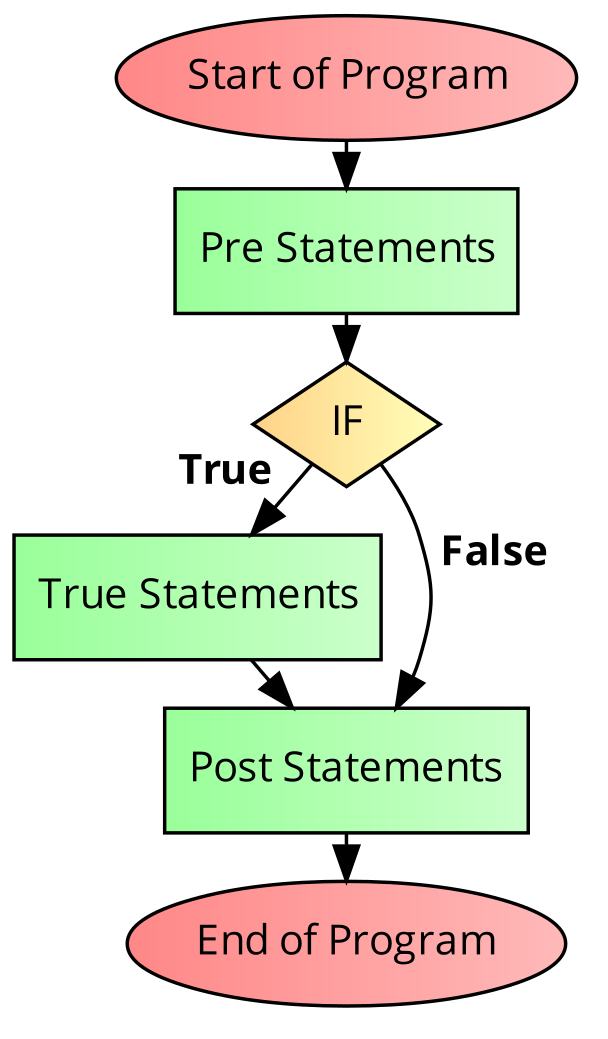 Start of Program
Pre Statements
IF
True
False
True Statements
Post Statements
End of Program